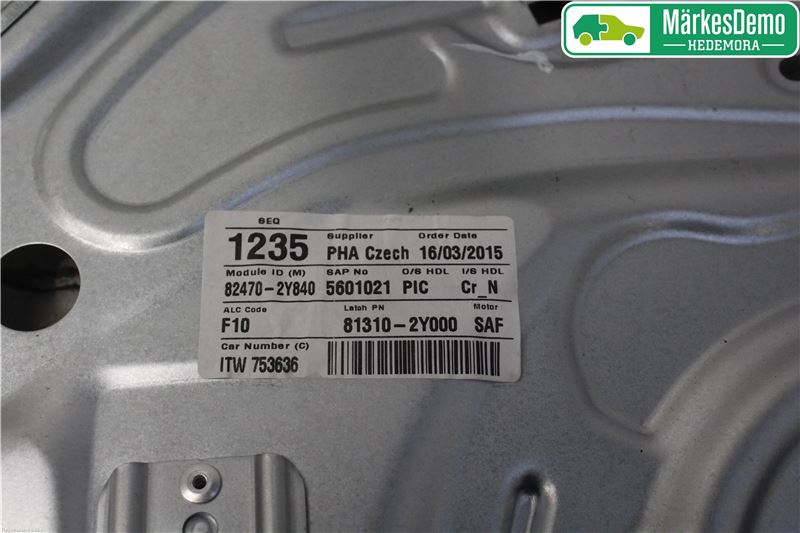 MärkesDemo
HEDEMORA
SEQ Supplier Order Date
1235 PHA Czech 16/03/2015
Module ID (M) SAP No O/S HDL I/S HDL
82470-2Y840 5601021 PIC Cr_N
ALC Code Latch PN Motor
F10 81310-2Y000 SAF
Car Number (C)
ITW 753636